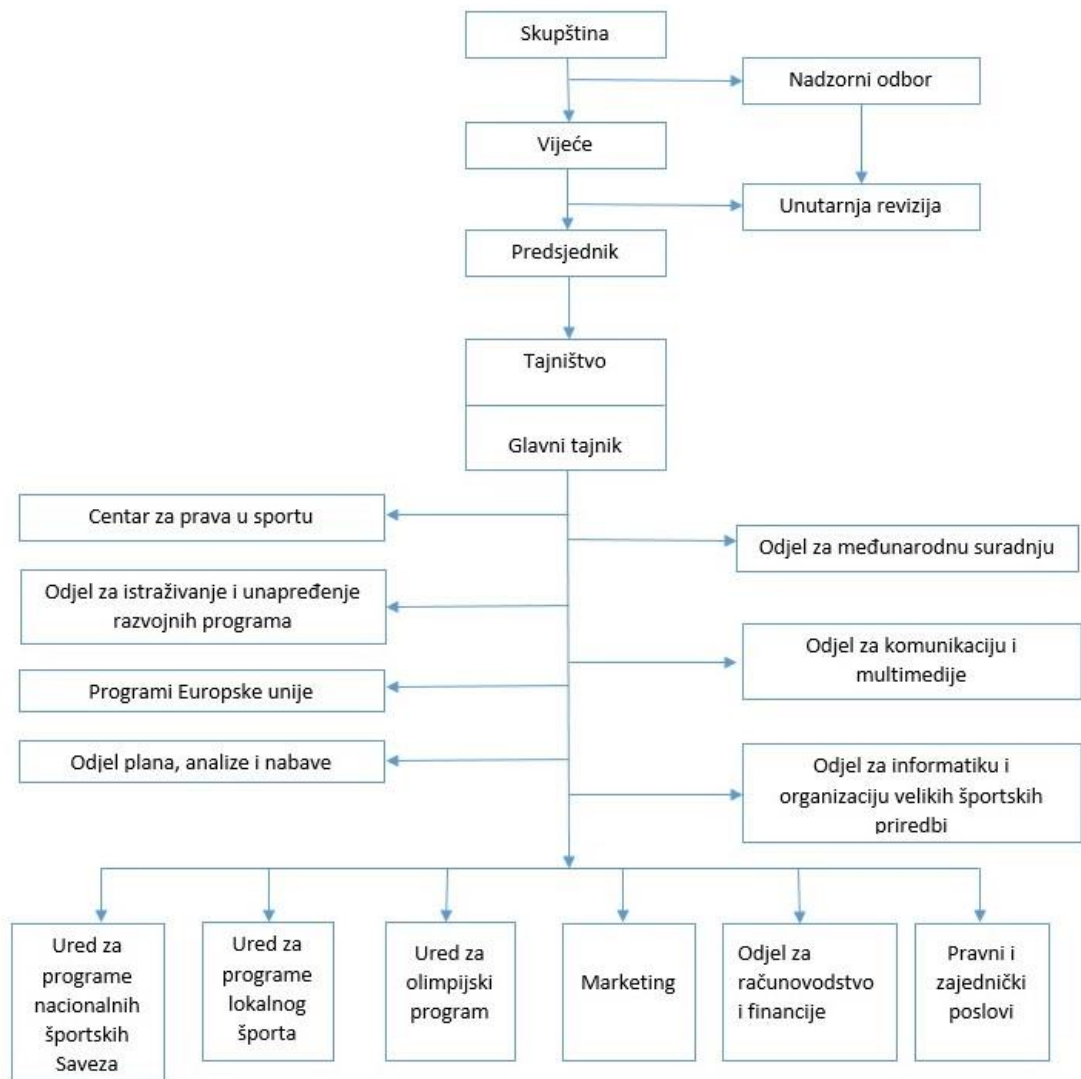 Skupština
Nadzorni odbor
Vijeće
Unutarnja revizija
Predsjednik
Tajništvo
Glavni tajnik
Centar za prava u sportu
Odjel za međunarodnu suradnju
Odjel za istraživanje i unapređenje
razvojnih programa
Odjel za komunikaciju i
multimedije
Programi Europske unije
Odjel plana, analize i nabave
Odjel za informatiku i
organizaciju velikih športskih
priredbi
Ured za
programe
nacionalnih
športskih
Saveza
Ured za
programe
lokalnog
športa
Ured za
olimpijski
program
Marketing
Odjel za
računovodstvo
i financije
Pravni i
zajednički
poslovi